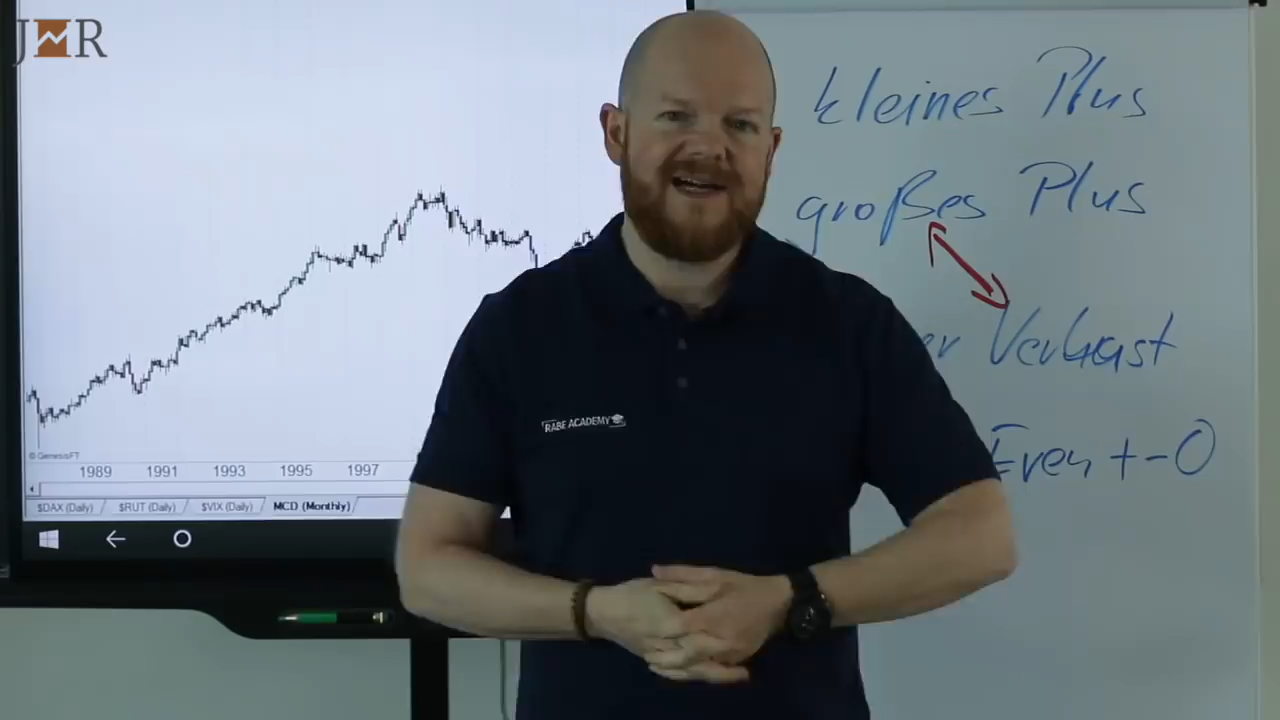 JMR
kleines Plus
großes Plus
er Verlust
Even +-0
RABE ACADEMY
© GenesisFT
1989 1991 1993 1995 1997
$DAX (Daily) $RUT (Daily) $VIX (Daily) MCD (Monthly)